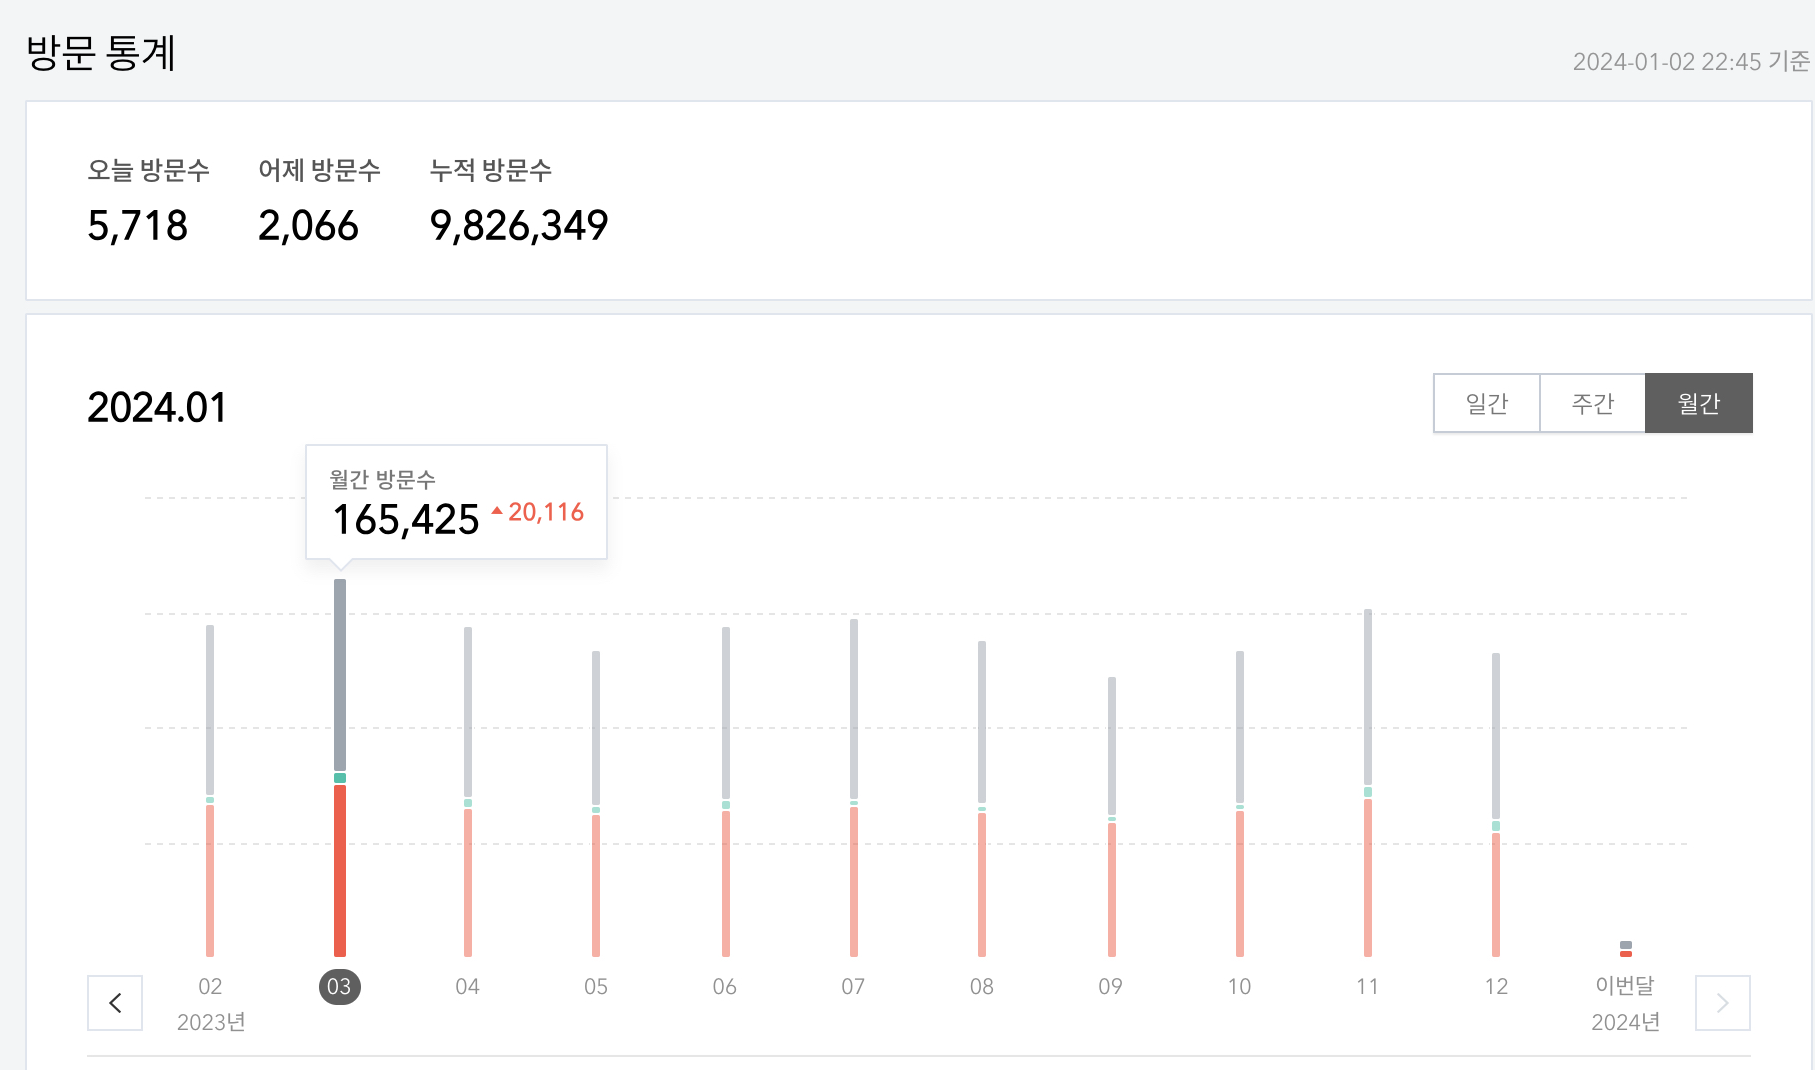 방문 통계
2024-01-02 22:45 기준
오늘 방문수 어제 방문수 누적 방문수
5,718 2,066 9,826,349
2024.01
일간 주간 월간
월간 방문수
165,425 ▲20,116
02 03 04 05 06 07 08 09 10 11 12 이번달
2023년 2024년